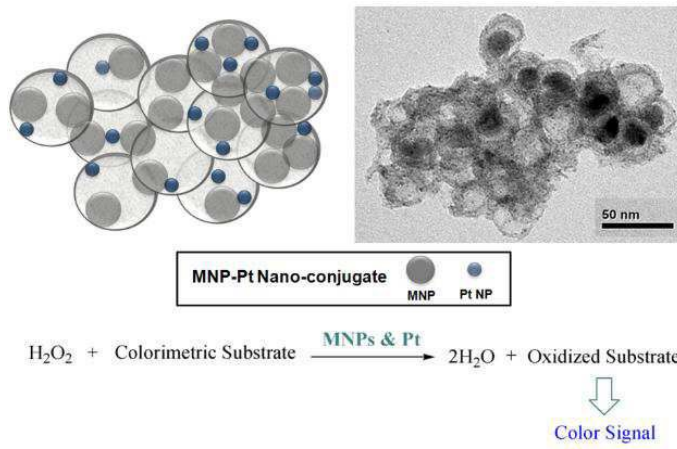 50 nm
MNP-Pt Nano-conjugate
MNP
Pt NP
MNPs & Pt
H₂O₂ + Colorimetric Substrate 2H₂O + Oxidized Substrate
Color Signal